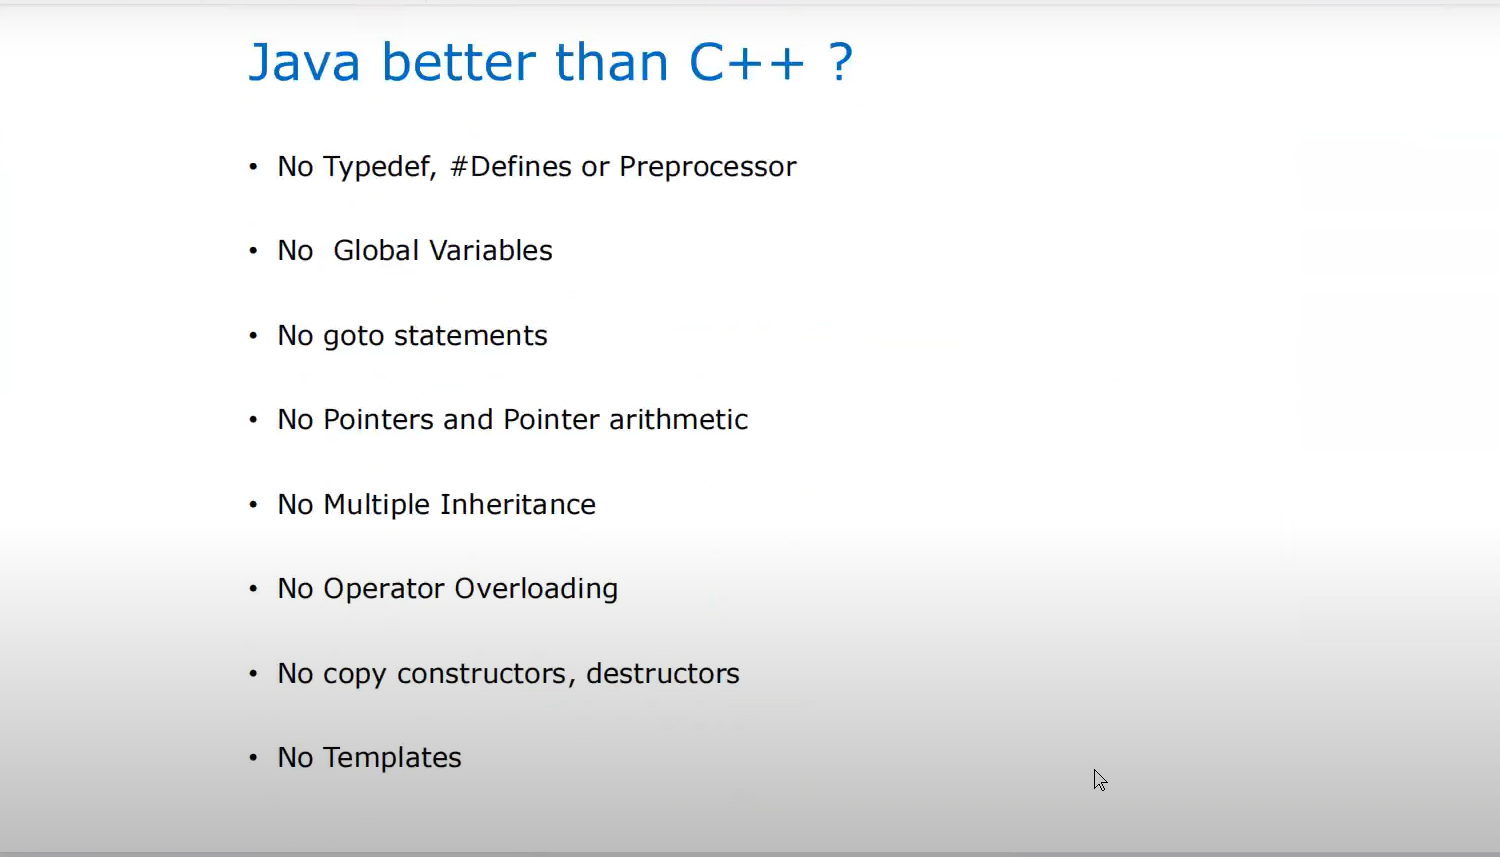 Java better than C++ ?
• No Typedef, #Defines or Preprocessor
• No  Global Variables
• No goto statements
• No Pointers and Pointer arithmetic
• No Multiple Inheritance
• No Operator Overloading
• No copy constructors, destructors
• No Templates